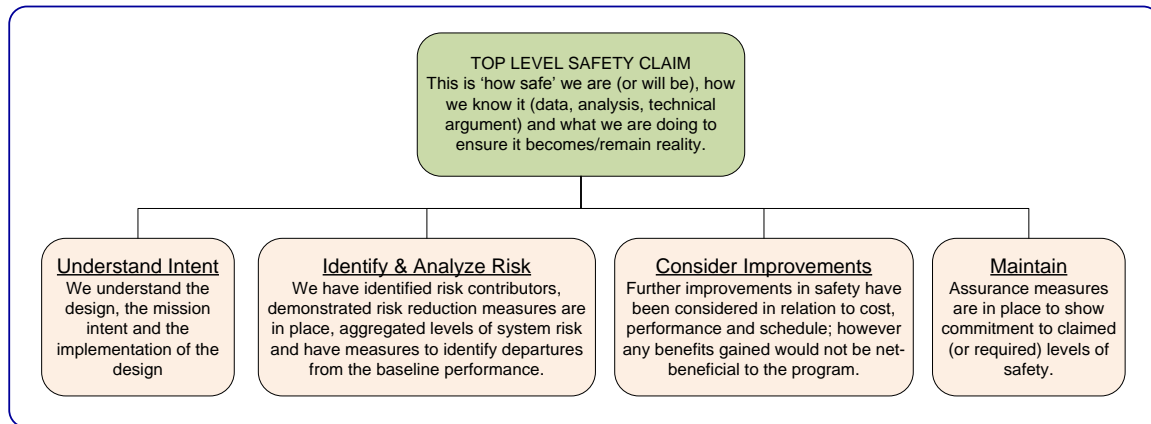 TOP LEVEL SAFETY CLAIM
This is ‘how safe’ we are (or will be), how
we know it (data, analysis, technical
argument) and what we are doing to
ensure it becomes/remain reality.
Understand Intent
We understand the
design, the mission
intent and the
implementation of the
design
Identify & Analyze Risk
We have identified risk contributors,
demonstrated risk reduction measures are
in place, aggregated levels of system risk
and have measures to identify departures
from the baseline performance.
Consider Improvements
Further improvements in safety have
been considered in relation to cost,
performance and schedule; however
any benefits gained would not be net-
beneficial to the program.
Maintain
Assurance measures
are in place to show
commitment to claimed
(or required) levels of
safety.